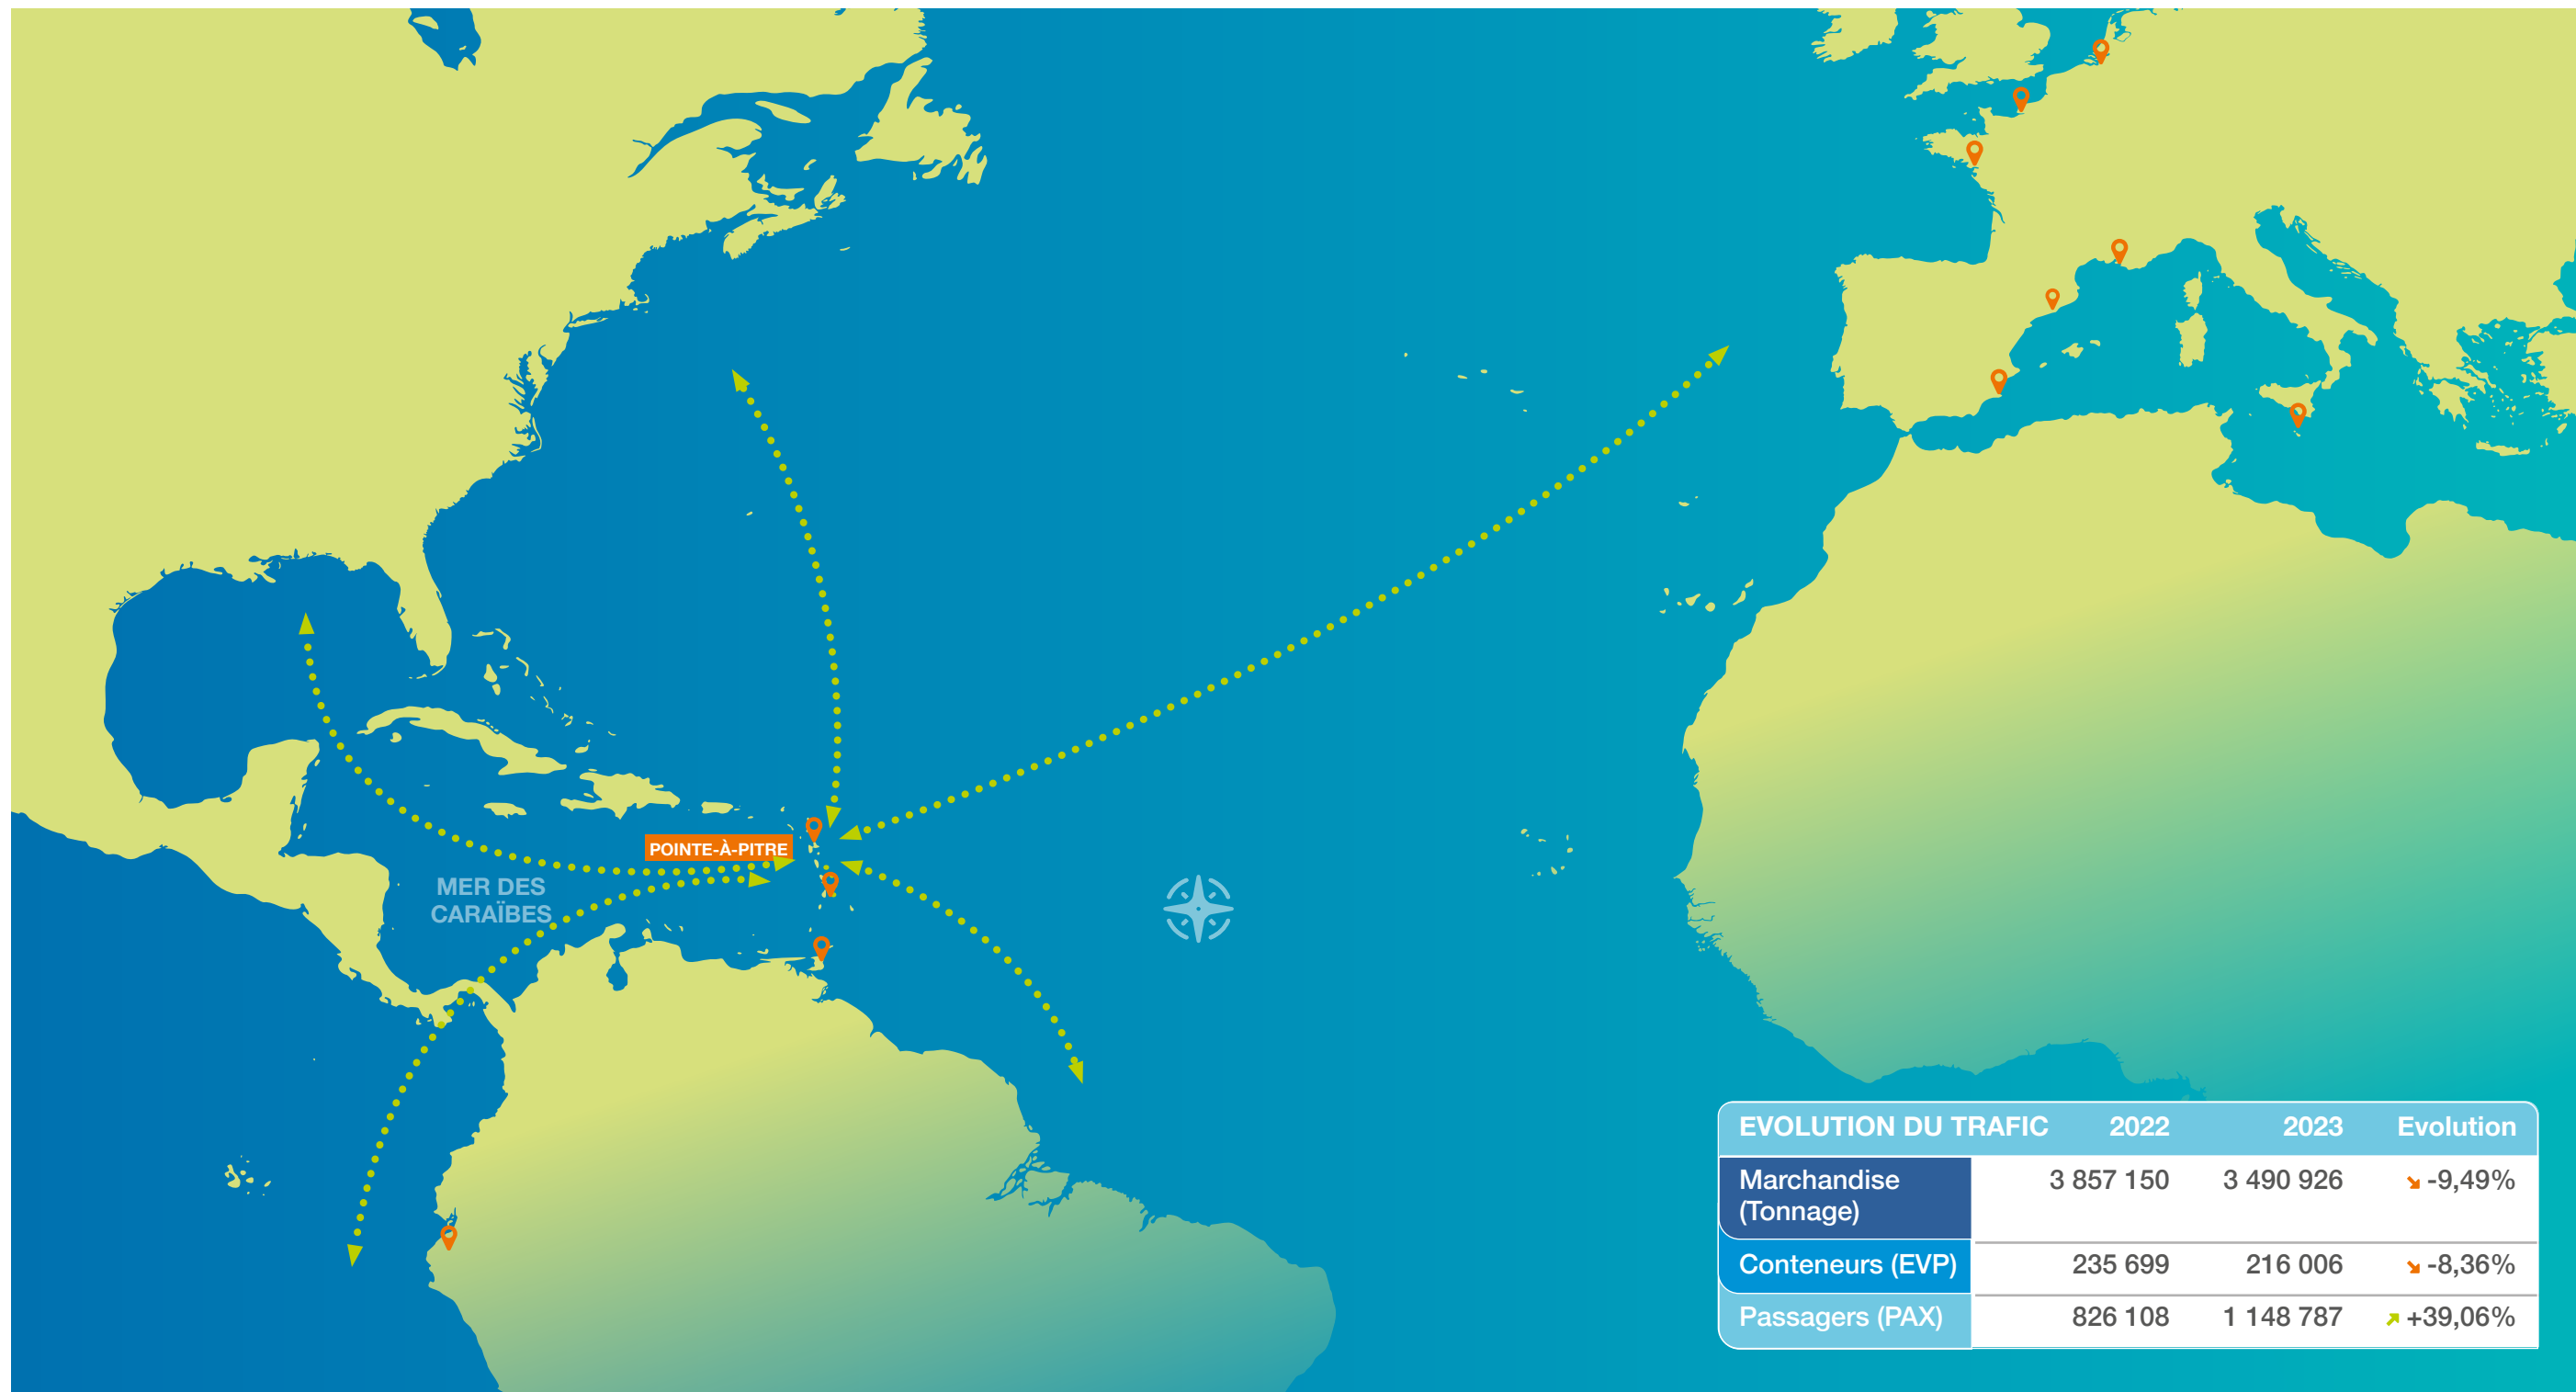 POINTE-À-PITRE
MER DES
CARAÏBES
EVOLUTION DU TRAFIC 2022 2023 Evolution
Marchandise 3 857 150 3 490 926 -9,49%
(Tonnage)
Conteneurs (EVP) 235 699 216 006 -8,36%
Passagers (PAX) 826 108 1 148 787 +39,06%